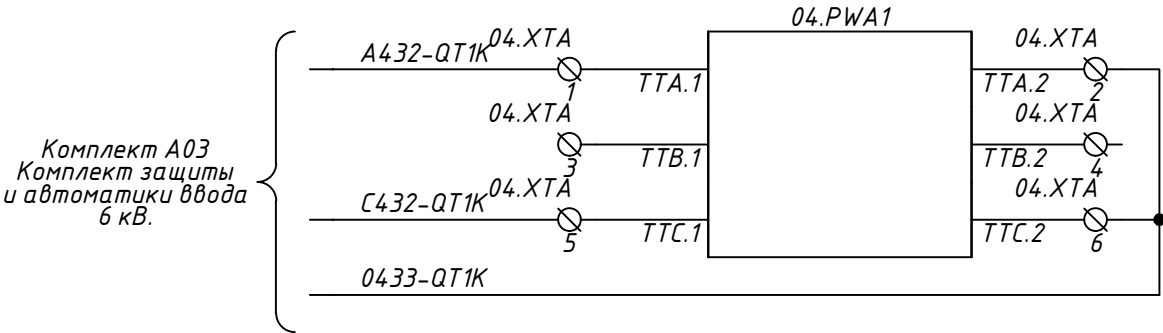 04.PWA1
04.XTA
04.XTA
A432-QT1K
1
TTA.1
TTA.2
2
04.XTA
04.XTA
3
TTB.1
TTB.2
4
Комплект А03
Комплект защиты
и автоматики ввода
6 кВ.
04.XTA
04.XTA
C432-QT1K
5
TTC.1
TTC.2
6
0433-QT1K